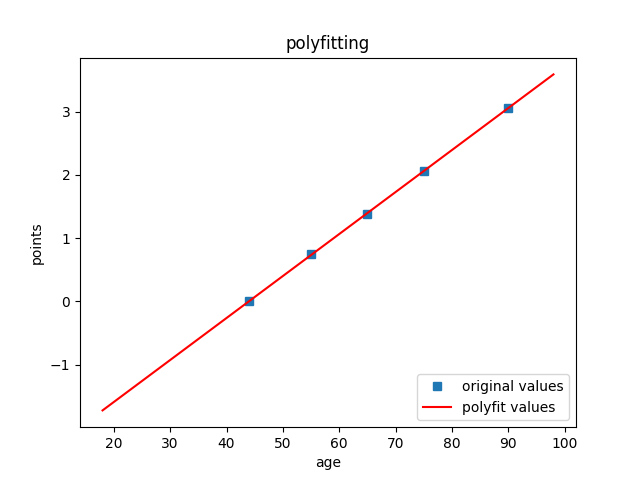 polyfitting
points
3
2
1
0
−1
20 30 40 50 60 70 80 90 100
age
original values
polyfit values